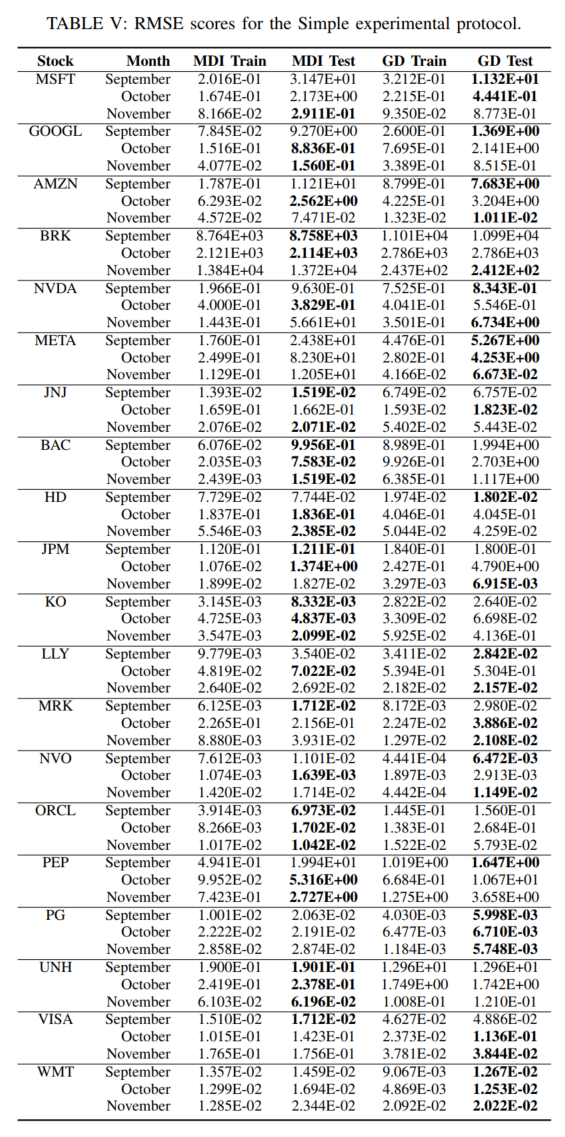 TABLE V: RMSE scores for the Simple experimental protocol.
Stock Month MDI Train MDI Test GD Train GD Test
MSFT September 2.016E-01 3.147E+01 3.212E-01 1.132E+01
October 1.674E-01 2.173E+00 2.215E-01 4.441E-01
November 8.166E-02 2.911E-01 9.350E-02 8.773E-01
GOOGL September 7.845E-02 9.270E+00 2.600E-01 1.369E+00
October 1.516E-01 8.836E-01 7.695E-01 2.141E+00
November 4.077E-02 1.560E-01 3.389E-01 8.515E-01
AMZN September 1.787E-01 1.121E+01 8.799E-01 7.683E+00
October 6.293E-02 2.562E+00 4.225E-01 3.204E+00
November 4.572E-02 7.471E-02 1.323E-02 1.011E-02
BRK September 8.764E+03 8.758E+03 1.101E+04 1.099E+04
October 2.121E+03 2.114E+03 2.786E+03 2.786E+03
November 1.384E+04 1.372E+04 2.437E+02 2.412E+02
NVDA September 1.966E-01 9.630E-01 7.525E-01 8.343E-01
October 4.000E-01 3.829E-01 4.041E-01 5.546E-01
November 1.443E-01 5.661E+01 3.501E-01 6.734E+00
META September 1.760E-01 2.438E+01 4.476E-01 5.267E+00
October 2.499E-01 8.230E+01 2.802E-01 4.253E+00
November 1.129E-01 1.205E+01 4.166E-02 6.673E-02
JNJ September 1.393E-02 1.519E-02 6.749E-02 6.757E-02
October 1.659E-01 1.662E-01 1.593E-02 1.823E-02
November 2.076E-02 2.071E-02 5.402E-02 5.443E-02
BAC September 6.076E-02 9.956E-01 8.989E-01 1.994E+00
October 2.035E-03 7.583E-02 9.926E-01 2.703E+00
November 2.439E-03 1.519E-02 6.385E-01 1.117E+00
HD September 7.729E-02 7.744E-02 1.974E-02 1.802E-02
October 1.837E-01 1.836E-01 4.046E-01 4.045E-01
November 5.546E-03 2.385E-02 5.044E-02 4.259E-02
JPM September 1.120E-01 1.211E-01 1.840E-01 1.800E-01
October 1.076E-02 1.374E+00 2.427E-01 4.790E+00
November 1.899E-02 1.827E-02 3.297E-03 6.915E-03
KO September 3.145E-03 8.332E-03 2.822E-02 2.640E-02
October 4.725E-03 4.837E-03 3.309E-02 6.698E-02
November 3.547E-03 2.099E-02 5.925E-02 4.136E-01
LLY September 9.779E-03 3.540E-02 3.411E-02 2.842E-02
October 4.819E-02 7.022E-02 5.394E-01 5.304E-01
November 2.640E-02 2.692E-02 2.182E-02 2.157E-02
MRK September 6.125E-03 1.712E-02 8.172E-03 2.980E-02
October 2.265E-01 2.156E-01 2.247E-02 3.886E-02
November 8.880E-03 3.931E-02 1.297E-02 2.108E-02
NVO September 7.612E-03 1.101E-02 4.441E-04 6.472E-03
October 1.074E-03 1.639E-03 1.897E-03 2.913E-03
November 1.420E-02 1.714E-02 4.442E-04 1.149E-02
ORCL September 3.914E-03 6.973E-02 1.445E-01 1.560E-01
October 8.266E-03 1.702E-02 1.383E-01 2.684E-01
November 1.017E-02 1.042E-02 1.522E-02 5.793E-02
PEP September 4.941E-01 1.994E+01 1.019E+00 1.647E+00
October 9.952E-02 5.316E+00 6.684E-01 1.067E+01
November 7.423E-01 2.727E+00 1.275E+00 3.658E+00
PG September 1.001E-02 2.063E-02 4.030E-03 5.998E-03
October 2.222E-02 2.191E-02 6.477E-03 6.710E-03
November 2.858E-02 2.874E-02 1.184E-03 5.748E-03
UNH September 1.900E-01 1.901E-01 1.296E+01 1.296E+01
October 2.419E-01 2.378E-01 1.749E+00 1.742E+00
November 6.103E-02 6.196E-02 1.008E-01 1.210E-01
VISA September 1.510E-02 1.712E-02 4.627E-02 4.886E-02
October 1.015E-01 1.423E-01 2.373E-02 1.136E-01
November 1.765E-01 1.756E-01 3.781E-02 3.844E-02
WMT September 1.357E-02 1.459E-02 9.067E-03 1.267E-02
October 1.299E-02 1.694E-02 4.869E-03 1.253E-02
November 1.285E-02 2.344E-02 2.092E-02 2.022E-02